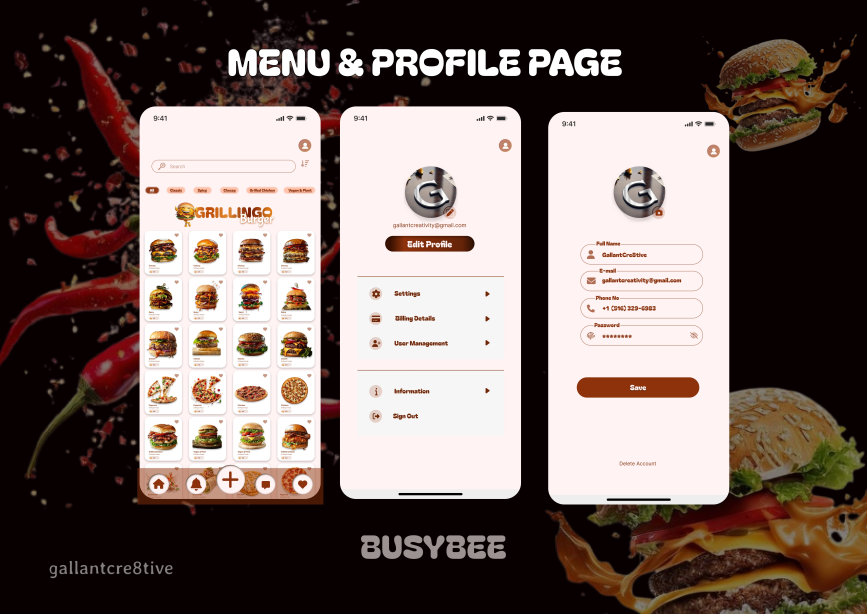 MENU & PROFILE PAGE
9:41
Search
All Classic Spicy Cheesy Grilled Chicken Vegan & Plant
GRILLINGO
Burger
9:41
G
gallantcreativity@gmail.com
Edit Profile
Settings
Billing Details
User Management
Information
Sign Out
9:41
G
Full Name
GallantCre8tive
E-mail
gallantcreativity@gmail.com
Phone No
+1 (516) 329-6983
Password
********
Save
Delete Account
BUSYBEE
gallantcre8tive